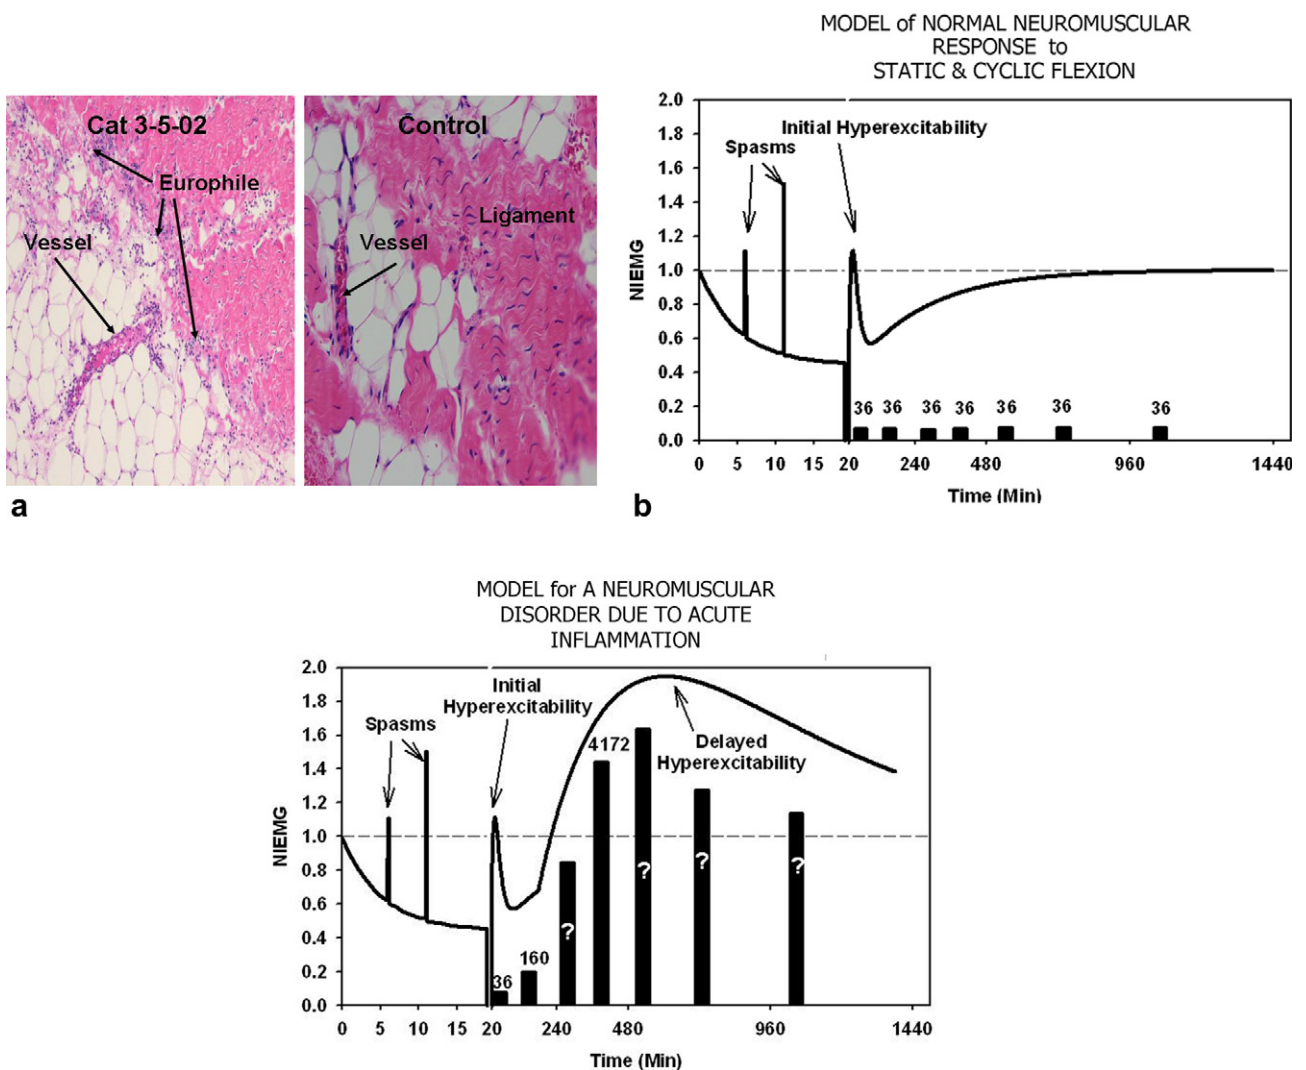 Cat 3-5-02
Europhile
Vessel
a
Control
Ligament
Vessel
MODEL of NORMAL NEUROMUSCULAR
RESPONSE to
STATIC & CYCLIC FLEXION
2.0
1.8
1.6
1.4
1.2
1.0
0.8
0.6
0.4
0.2
0.0
NIEMG
Spasms
Initial Hyperexcitability
36 36 36 36 36 36 36
0 5 10 15 20 240 480 960 1440
Time (Min)
b
MODEL for A NEUROMUSCULAR
DISORDER DUE TO ACUTE
INFLAMMATION
2.0
1.8
1.6
1.4
1.2
1.0
0.8
0.6
0.4
0.2
0.0
NIEMG
Spasms
Initial
Hyperexcitability
Delayed
Hyperexcitability
36 160 ? 4172 ? ? ?
0 5 10 15 20 240 480 960 1440
Time (Min)